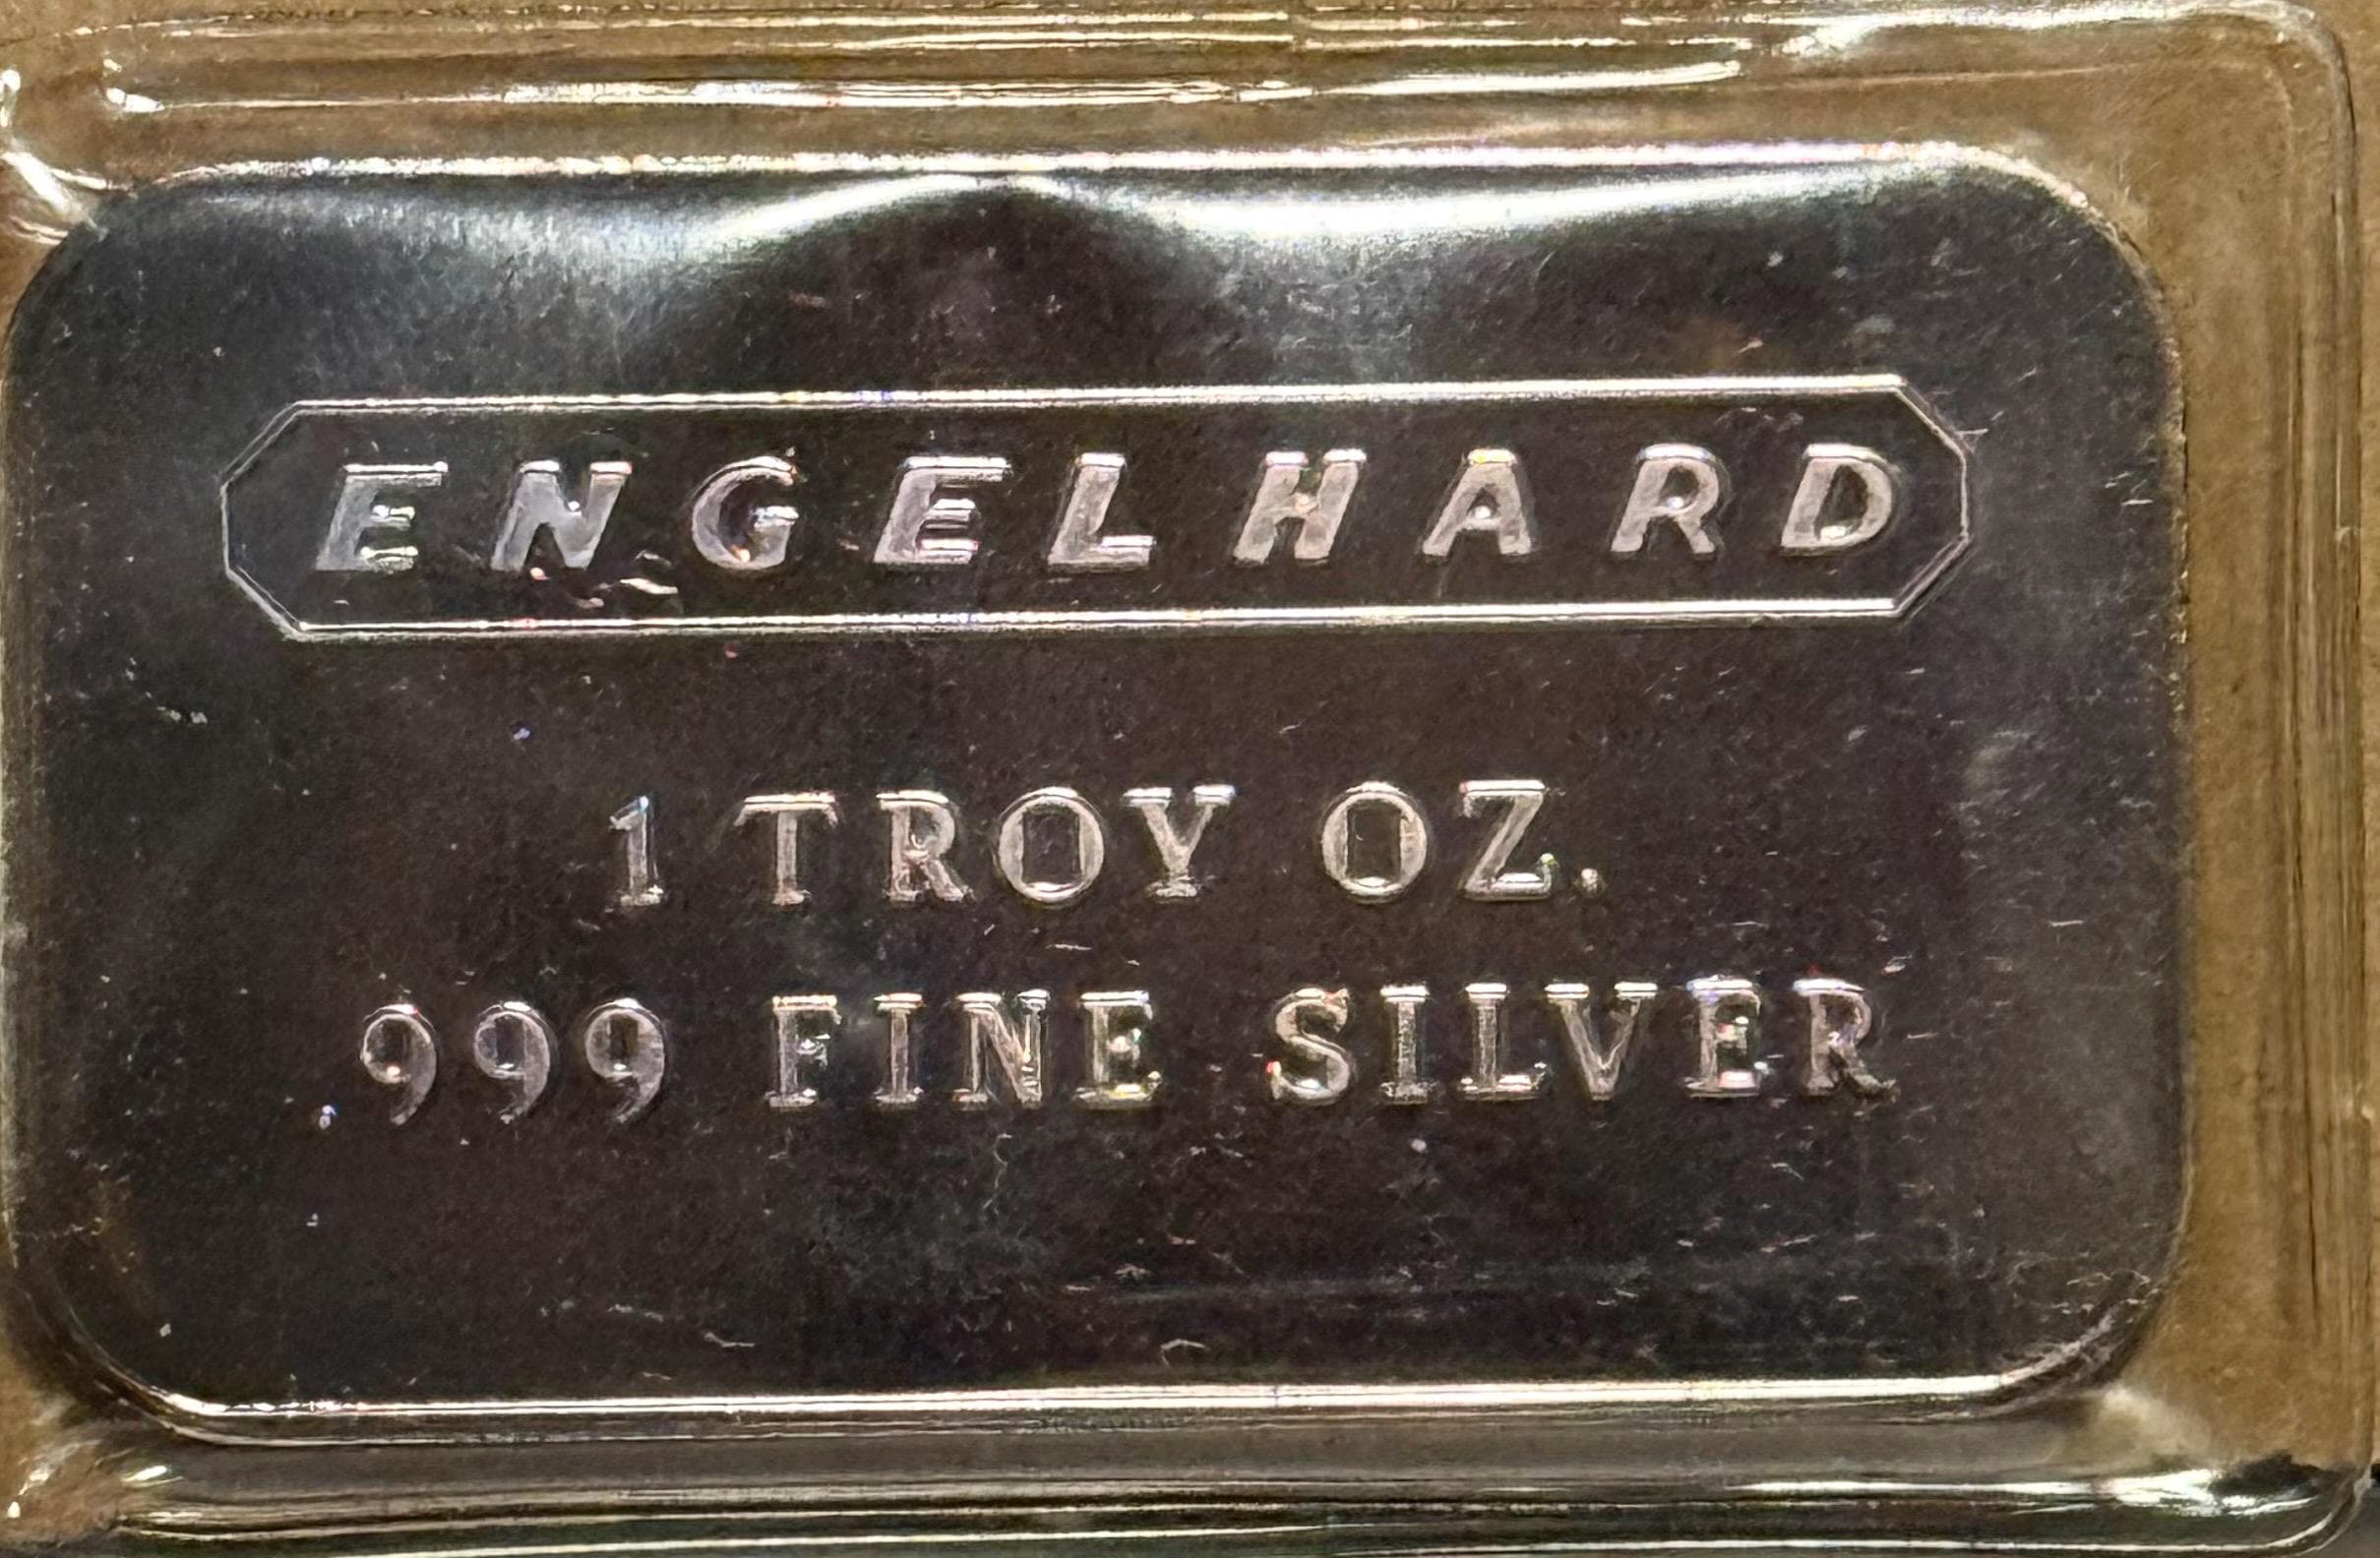 ENGELHARD
1 TROY OZ.
999 FINE SILVER